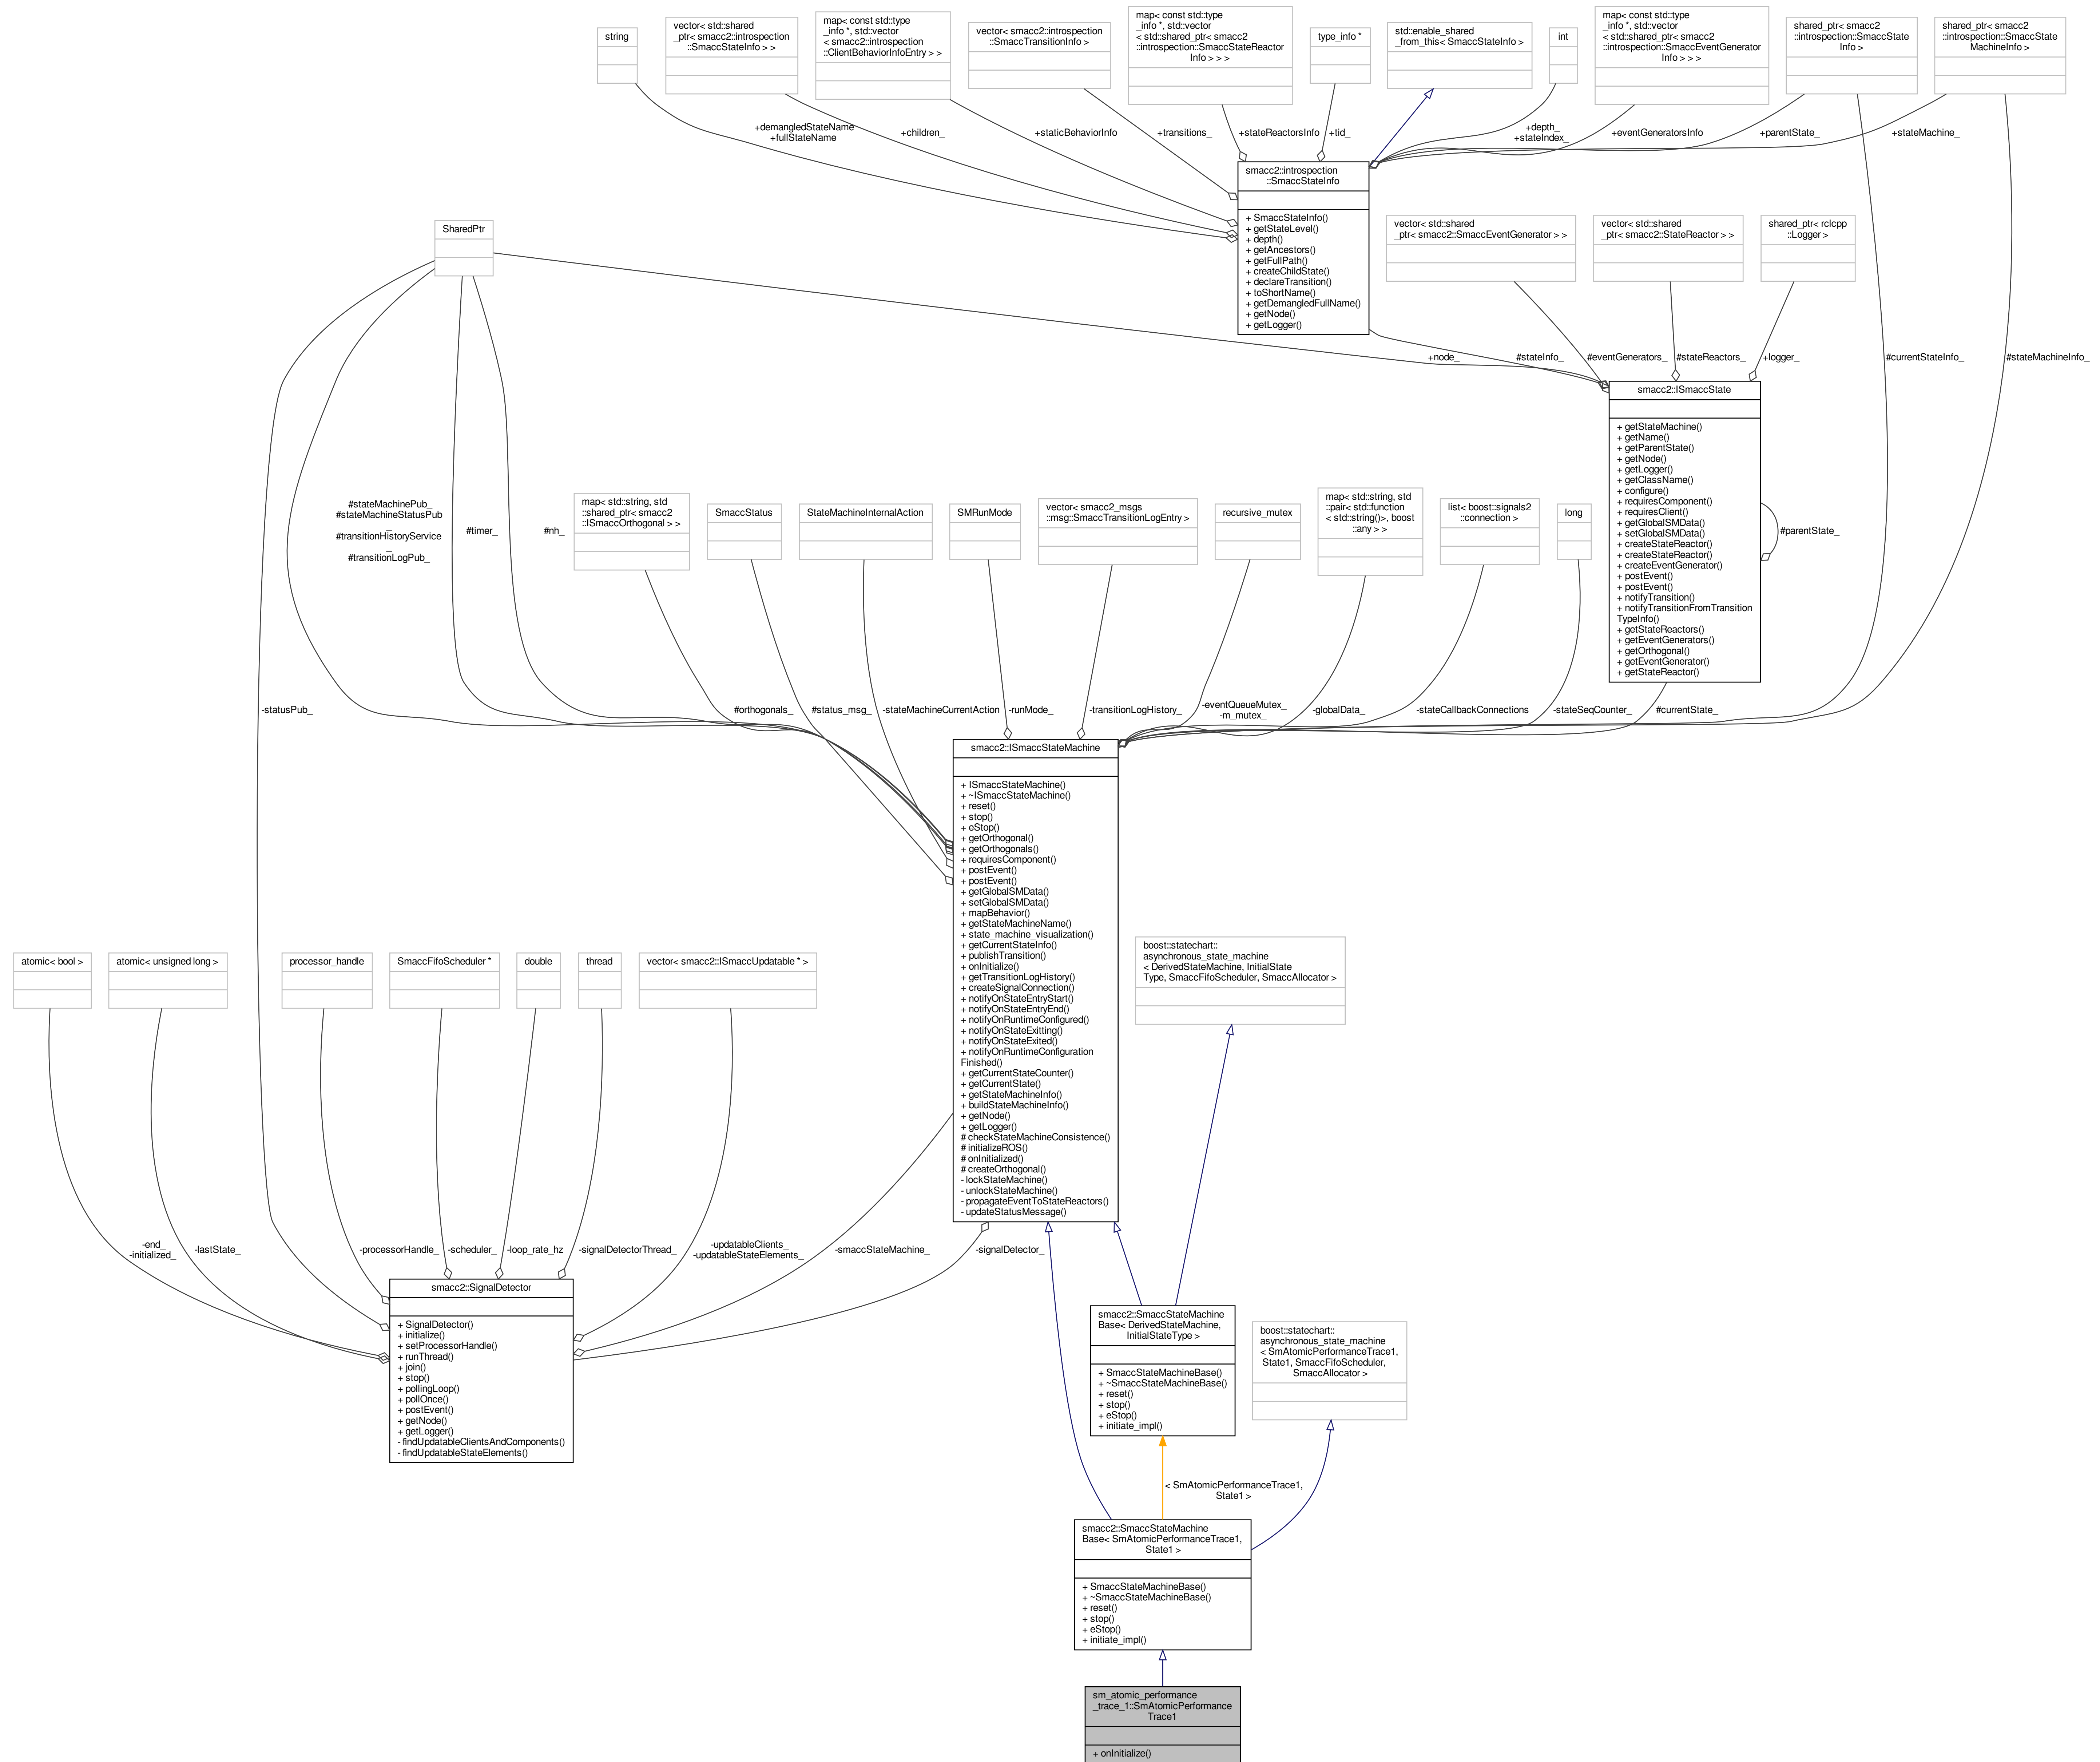 string
vector< std::shared
_ptr< smacc2::introspection
::SmaccStateInfo > >
map< const std::type
_info *, std::vector
< smacc2::introspection
::ClientBehaviorInfoEntry > >
vector< smacc2::introspection
::SmaccTransitionInfo >
map< const std::type
_info *, std::vector
< std::shared_ptr< smacc2
::introspection::SmaccStateReactor
Info > > >
type_info *
std::enable_shared
_from_this< SmaccStateInfo >
int
map< const std::type
_info *, std::vector
< std::shared_ptr< smacc2
::introspection::SmaccEventGenerator
Info > > >
shared_ptr< smacc2
::introspection::SmaccState
Info >
shared_ptr< smacc2
::introspection::SmaccState
MachineInfo >
+demangledStateName
+fullStateName
+children_
+staticBehaviorInfo
+transitions_
+stateReactorsInfo
+tid_
+depth_
+stateIndex_
+eventGeneratorsInfo
+parentState_
+stateMachine_
smacc2::introspection
::SmaccStateInfo
+ SmaccStateInfo()
+ getStateLevel()
+ depth()
+ getAncestors()
+ getFullPath()
+ createChildState()
+ declareTransition()
+ toShortName()
+ getDemangledFullName()
+ getNode()
+ getLogger()
SharedPtr
vector< std::shared
_ptr< smacc2::SmaccEventGenerator > >
vector< std::shared
_ptr< smacc2::StateReactor > >
shared_ptr< rclcpp
::Logger >
+node_
#stateInfo_
#eventGenerators_
#stateReactors_
+logger_
#currentStateInfo_
#stateMachineInfo_
smacc2::ISmaccState
+ getStateMachine()
+ getName()
+ getParentState()
+ getNode()
+ getLogger()
+ getClassName()
+ configure()
+ requiresComponent()
+ requiresClient()
+ getGlobalSMData()
+ setGlobalSMData()
+ createStateReactor()
+ createStateReactor()
+ createEventGenerator()
+ postEvent()
+ postEvent()
+ notifyTransition()
+ notifyTransitionFromTransition
TypeInfo()
+ getStateReactors()
+ getEventGenerators()
+ getOrthogonal()
+ getEventGenerator()
+ getStateReactor()
#parentState_
#stateMachinePub_
#stateMachineStatusPub
_
#transitionHistoryService
_
#transitionLogPub_
#timer_
#nh_
map< std::string, std
::shared_ptr< smacc2
::ISmaccOrthogonal > >
SmaccStatus
StateMachineInternalAction
SMRunMode
vector< smacc2_msgs
::msg::SmaccTransitionLogEntry >
recursive_mutex
map< std::string, std
::pair< std::function
< std::string()>, boost
::any > >
list< boost::signals2
::connection >
long
-statusPub_
#orthogonals_
#status_msg_
-stateMachineCurrentAction
-runMode_
-transitionLogHistory_
-eventQueueMutex_
-m_mutex_
-globalData_
-stateCallbackConnections
-stateSeqCounter_
#currentState_
smacc2::ISmaccStateMachine
+ ISmaccStateMachine()
+ ~ISmaccStateMachine()
+ reset()
+ stop()
+ eStop()
+ getOrthogonal()
+ getOrthogonals()
+ requiresComponent()
+ postEvent()
+ postEvent()
+ getGlobalSMData()
+ setGlobalSMData()
+ mapBehavior()
+ getStateMachineName()
+ state_machine_visualization()
+ getCurrentStateInfo()
+ publishTransition()
+ onInitialize()
+ getTransitionLogHistory()
+ createSignalConnection()
+ notifyOnStateEntryStart()
+ notifyOnStateEntryEnd()
+ notifyOnRuntimeConfigured()
+ notifyOnStateExitting()
+ notifyOnStateExited()
+ notifyOnRuntimeConfiguration
Finished()
+ getCurrentStateCounter()
+ getCurrentState()
+ getStateMachineInfo()
+ buildStateMachineInfo()
+ getNode()
+ getLogger()
# checkStateMachineConsistence()
# initializeROS()
# onInitialized()
# createOrthogonal()
- lockStateMachine()
- unlockStateMachine()
- propagateEventToStateReactors()
- updateStatusMessage()
atomic< bool >
atomic< unsigned long >
processor_handle
SmaccFifoScheduler *
double
thread
vector< smacc2::ISmaccUpdatable * >
boost::statechart::
asynchronous_state_machine
< DerivedStateMachine, InitialState
Type, SmaccFifoScheduler, SmaccAllocator >
-end_
-initialized_
-lastState_
-processorHandle_
-scheduler_
-loop_rate_hz
-signalDetectorThread_
-updatableClients_
-updatableStateElements_
-smaccStateMachine_
-signalDetector_
smacc2::SignalDetector
+ SignalDetector()
+ initialize()
+ setProcessorHandle()
+ runThread()
+ join()
+ stop()
+ pollingLoop()
+ pollOnce()
+ postEvent()
+ getNode()
+ getLogger()
- findUpdatableClientsAndComponents()
- findUpdatableStateElements()
smacc2::SmaccStateMachine
Base< DerivedStateMachine,
InitialStateType >
+ SmaccStateMachineBase()
+ ~SmaccStateMachineBase()
+ reset()
+ stop()
+ eStop()
+ initiate_impl()
boost::statechart::
asynchronous_state_machine
< SmAtomicPerformanceTrace1,
State1, SmaccFifoScheduler,
SmaccAllocator >
< SmAtomicPerformanceTrace1,
State1 >
smacc2::SmaccStateMachine
Base< SmAtomicPerformanceTrace1,
State1 >
+ SmaccStateMachineBase()
+ ~SmaccStateMachineBase()
+ reset()
+ stop()
+ eStop()
+ initiate_impl()
sm_atomic_performance
_trace_1::SmAtomicPerformance
Trace1
+ onInitialize()